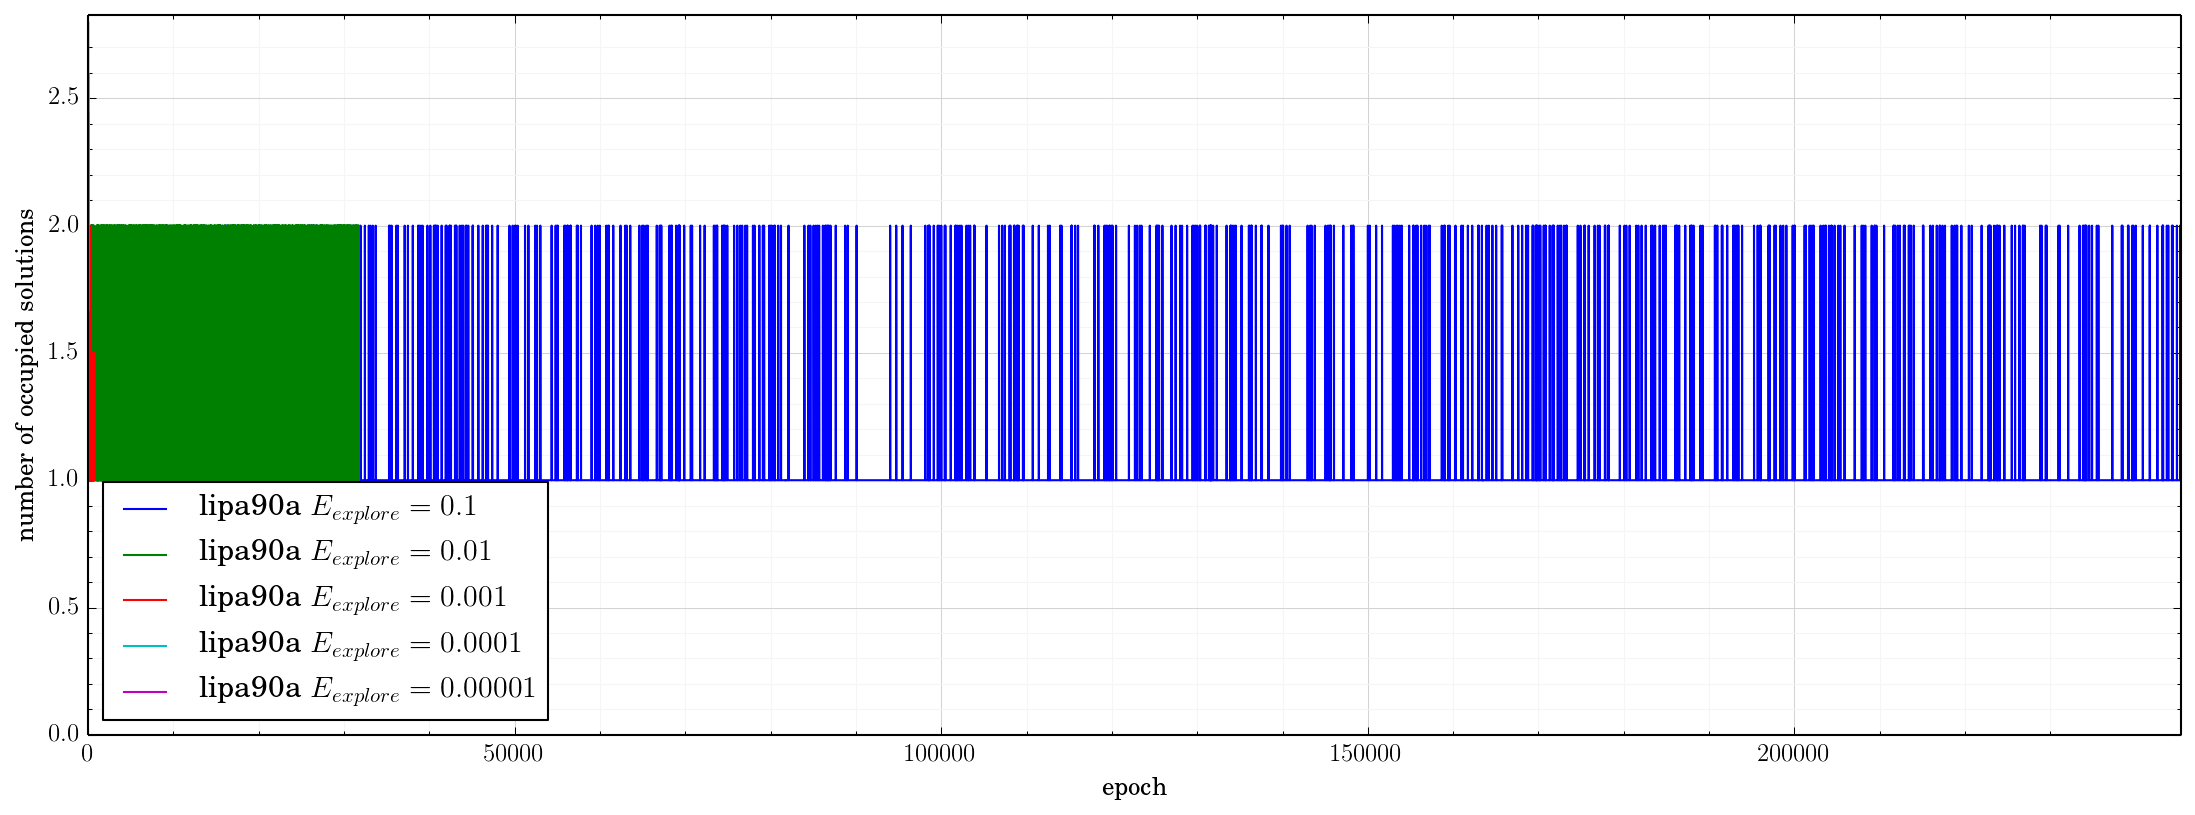 number of occupied solutions
2.5
2.0
1.5
1.0
0.5
0.0
lipa90a E_explore = 0.1
lipa90a E_explore = 0.01
lipa90a E_explore = 0.001
lipa90a E_explore = 0.0001
lipa90a E_explore = 0.00001
0 50000 100000 150000 200000
epoch